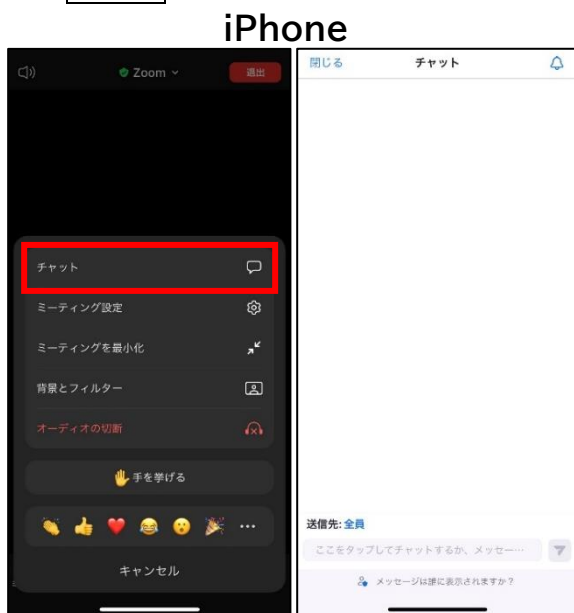 iPhone
Zoom
退出
チャット
ミーティング設定
ミーティングを最小化
背景とフィルター
オーディオの切断
手を挙げる
キャンセル
閉じる
チャット
送信先: 全員
ここをタップしてチャットするか、メッセー…
メッセージは誰に表示されますか？